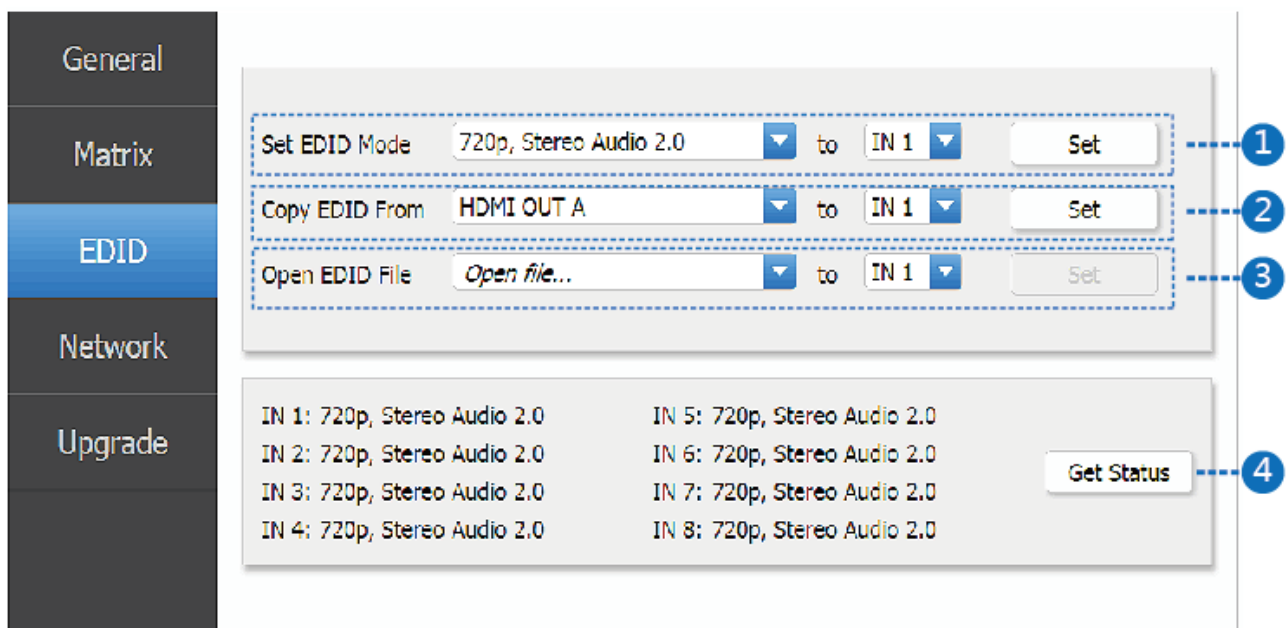 General
Matrix
EDID
Network
Upgrade
Set EDID Mode 720p, Stereo Audio 2.0 to IN 1 Set 1
Copy EDID From HDMI OUT A to IN 1 Set 2
Open EDID File Open file... to IN 1 Set 3
IN 1: 720p, Stereo Audio 2.0 IN 5: 720p, Stereo Audio 2.0
IN 2: 720p, Stereo Audio 2.0 IN 6: 720p, Stereo Audio 2.0
IN 3: 720p, Stereo Audio 2.0 IN 7: 720p, Stereo Audio 2.0
IN 4: 720p, Stereo Audio 2.0 IN 8: 720p, Stereo Audio 2.0
Get Status 4